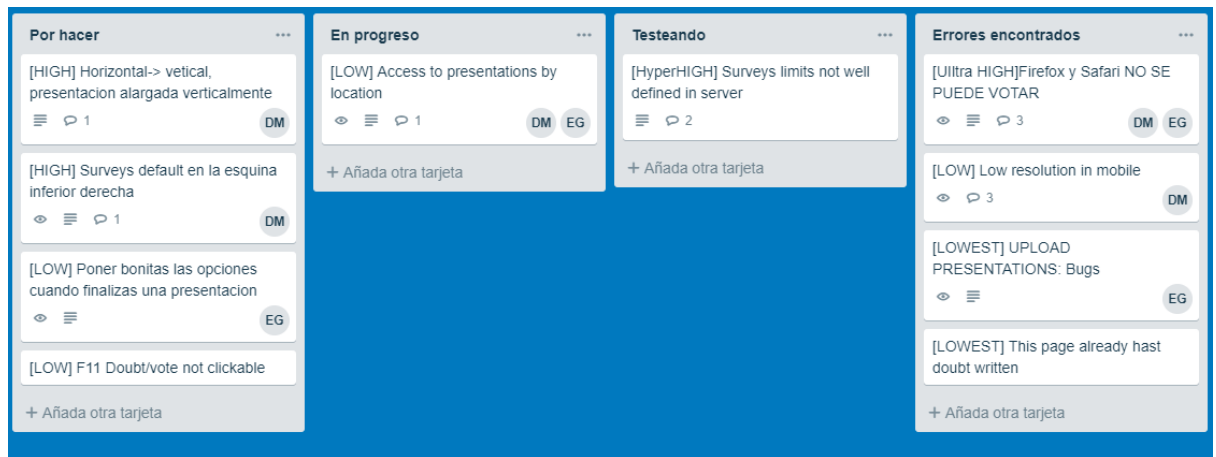 Por hacer
[HIGH] Horizontal-> vetical,
presentacion alargada verticalmente
1
DM
[HIGH] Surveys default en la esquina
inferior derecha
1
DM
[LOW] Poner bonitas las opciones
cuando finalizas una presentacion
EG
[LOW] F11 Doubt/vote not clickable
+ Añada otra tarjeta
En progreso
[LOW] Access to presentations by
location
1
DM EG
+ Añada otra tarjeta
Testeando
[HyperHIGH] Surveys limits not well
defined in server
2
+ Añada otra tarjeta
Errores encontrados
[Ulltra HIGH]Firefox y Safari NO SE
PUEDE VOTAR
3
DM EG
[LOW] Low resolution in mobile
3
DM
[LOWEST] UPLOAD
PRESENTATIONS: Bugs
EG
[LOWEST] This page already hast
doubt written
+ Añada otra tarjeta